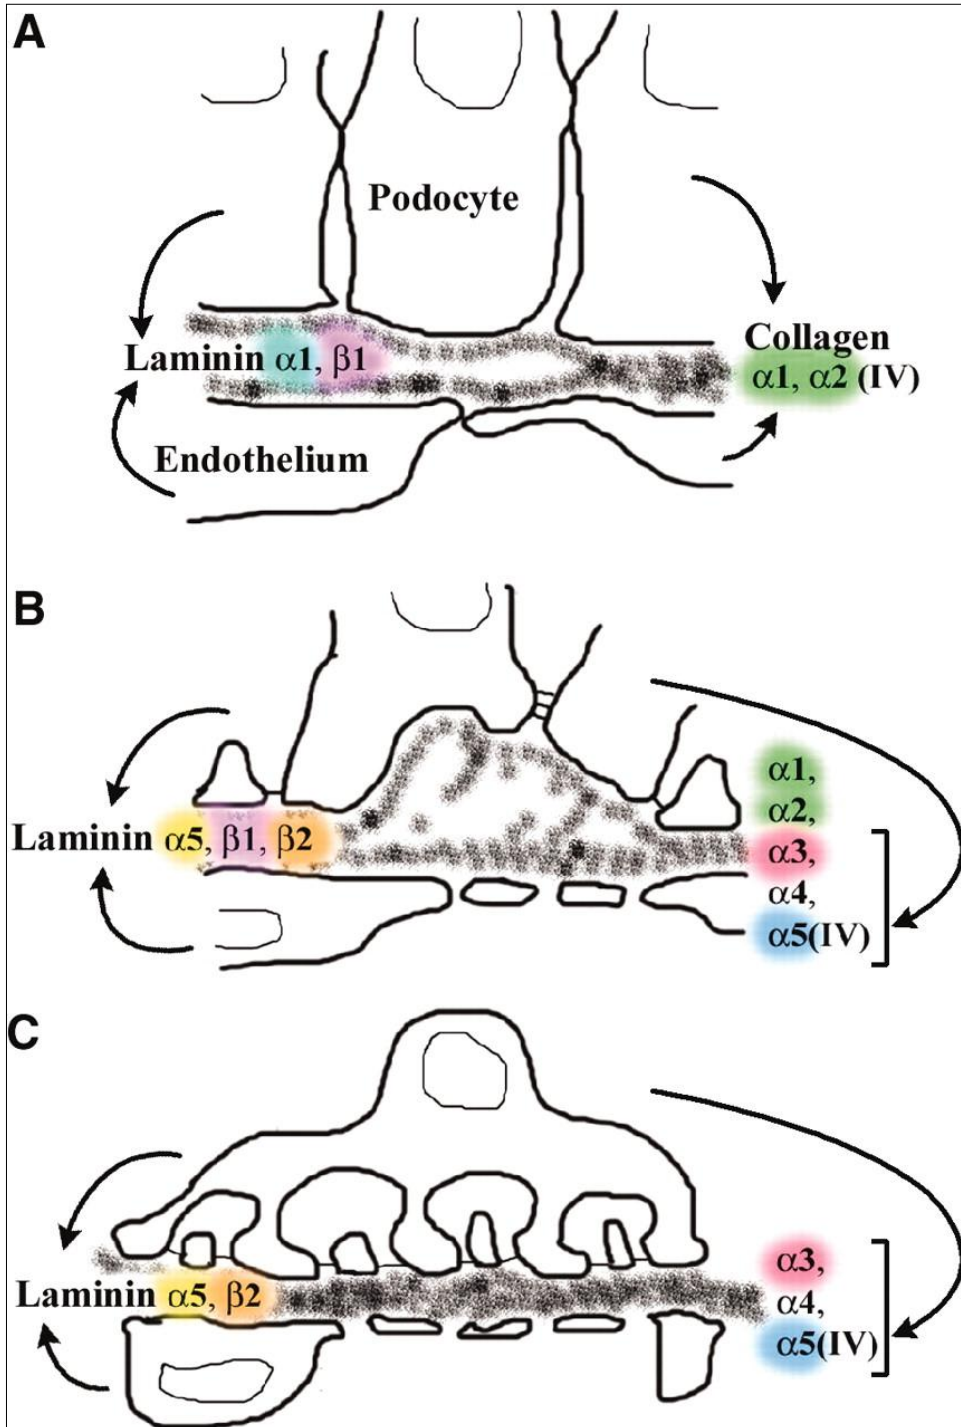 A
Podocyte
Laminin α1, β1
Collagen
α1, α2 (IV)
Endothelium
B
α1,
α2,
Laminin α5, β1, β2
α3,
α4,
α5(IV)
C
α3,
Laminin α5, β2
α4,
α5(IV)